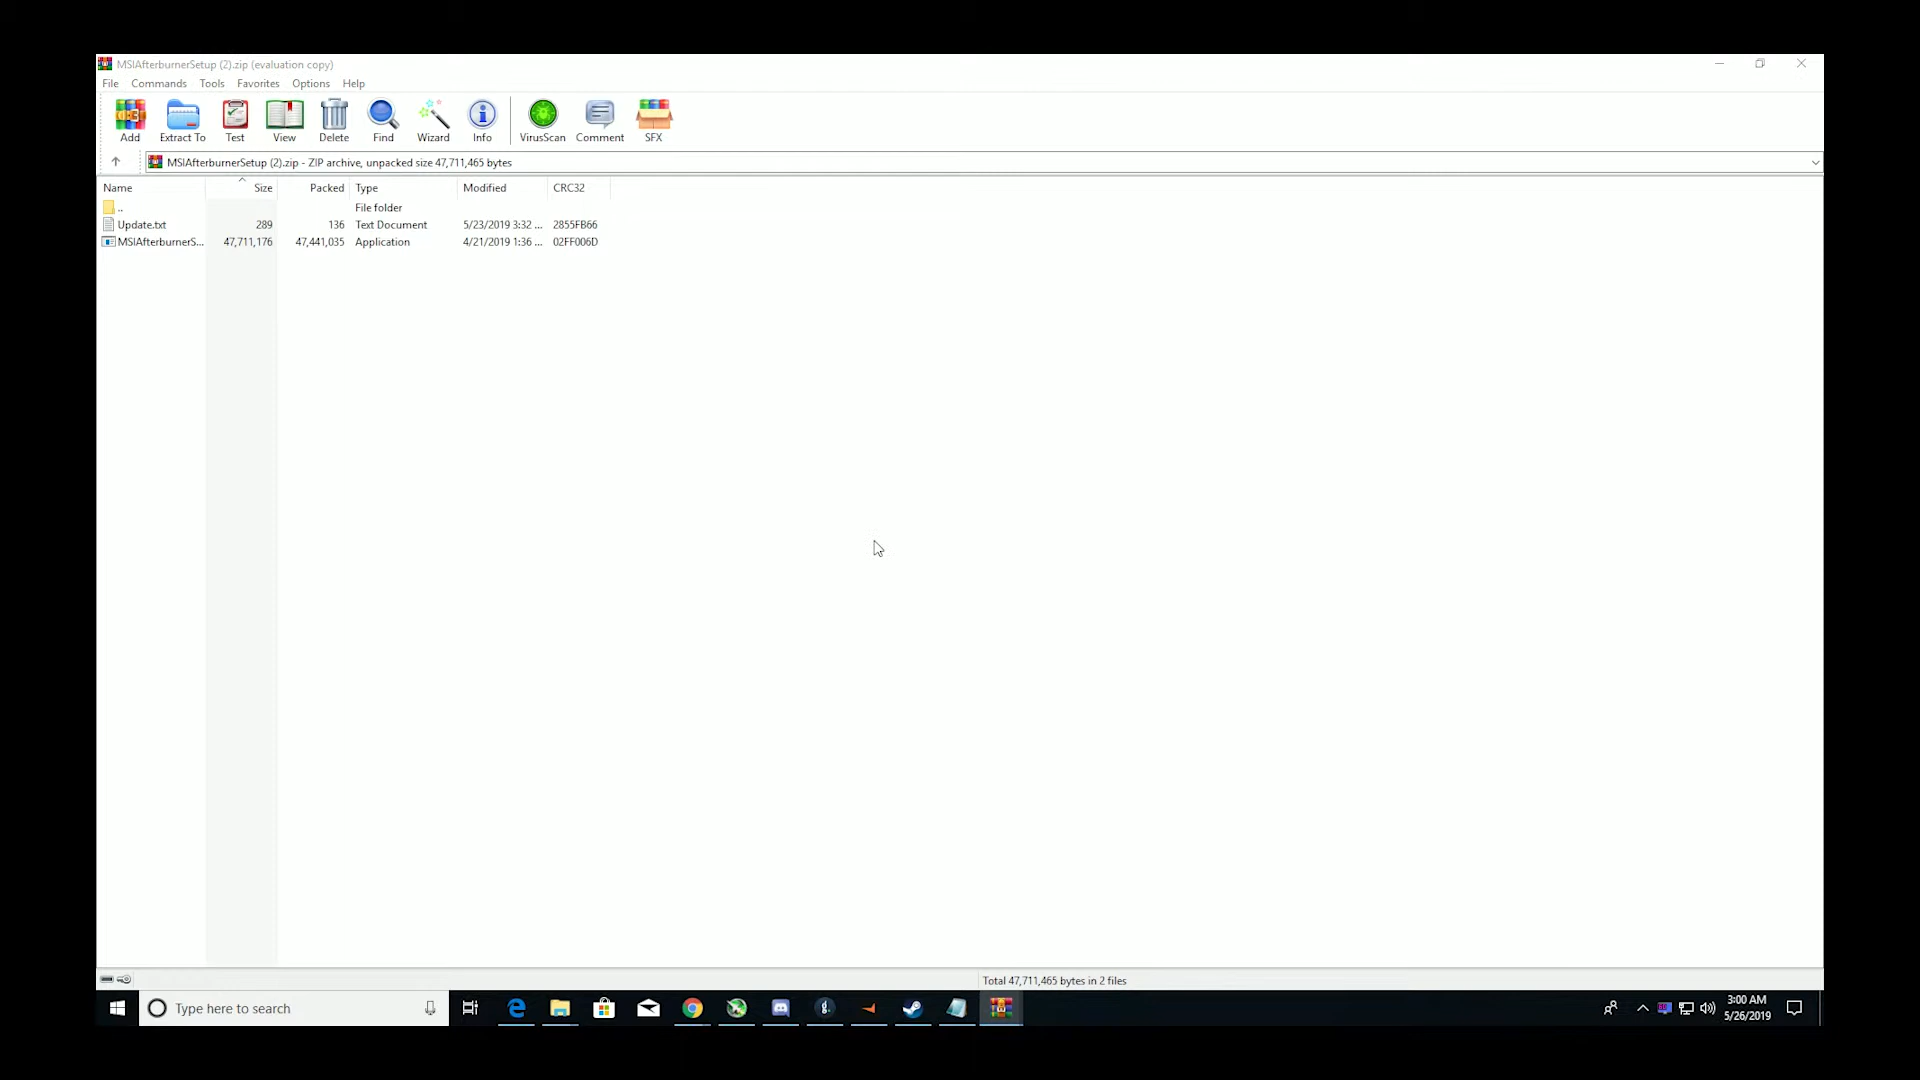 MSIAfterburnerSetup (2).zip (evaluation copy)
File Commands Tools Favorites Options Help
Add Extract To Test View Delete Find Wizard Info VirusScan Comment SFX
MSIAfterburnerSetup (2).zip - ZIP archive, unpacked size 47,711,465 bytes
Name Size Packed Type Modified CRC32
.. File folder
Update.txt 289 136 Text Document 5/23/2019 3:32 ... 2855FB66
MSIAfterburnerS... 47,711,176 47,441,035 Application 4/21/2019 1:36 ... 02FF006D
Total 47,711,465 bytes in 2 files
Type here to search
3:00 AM
5/26/2019